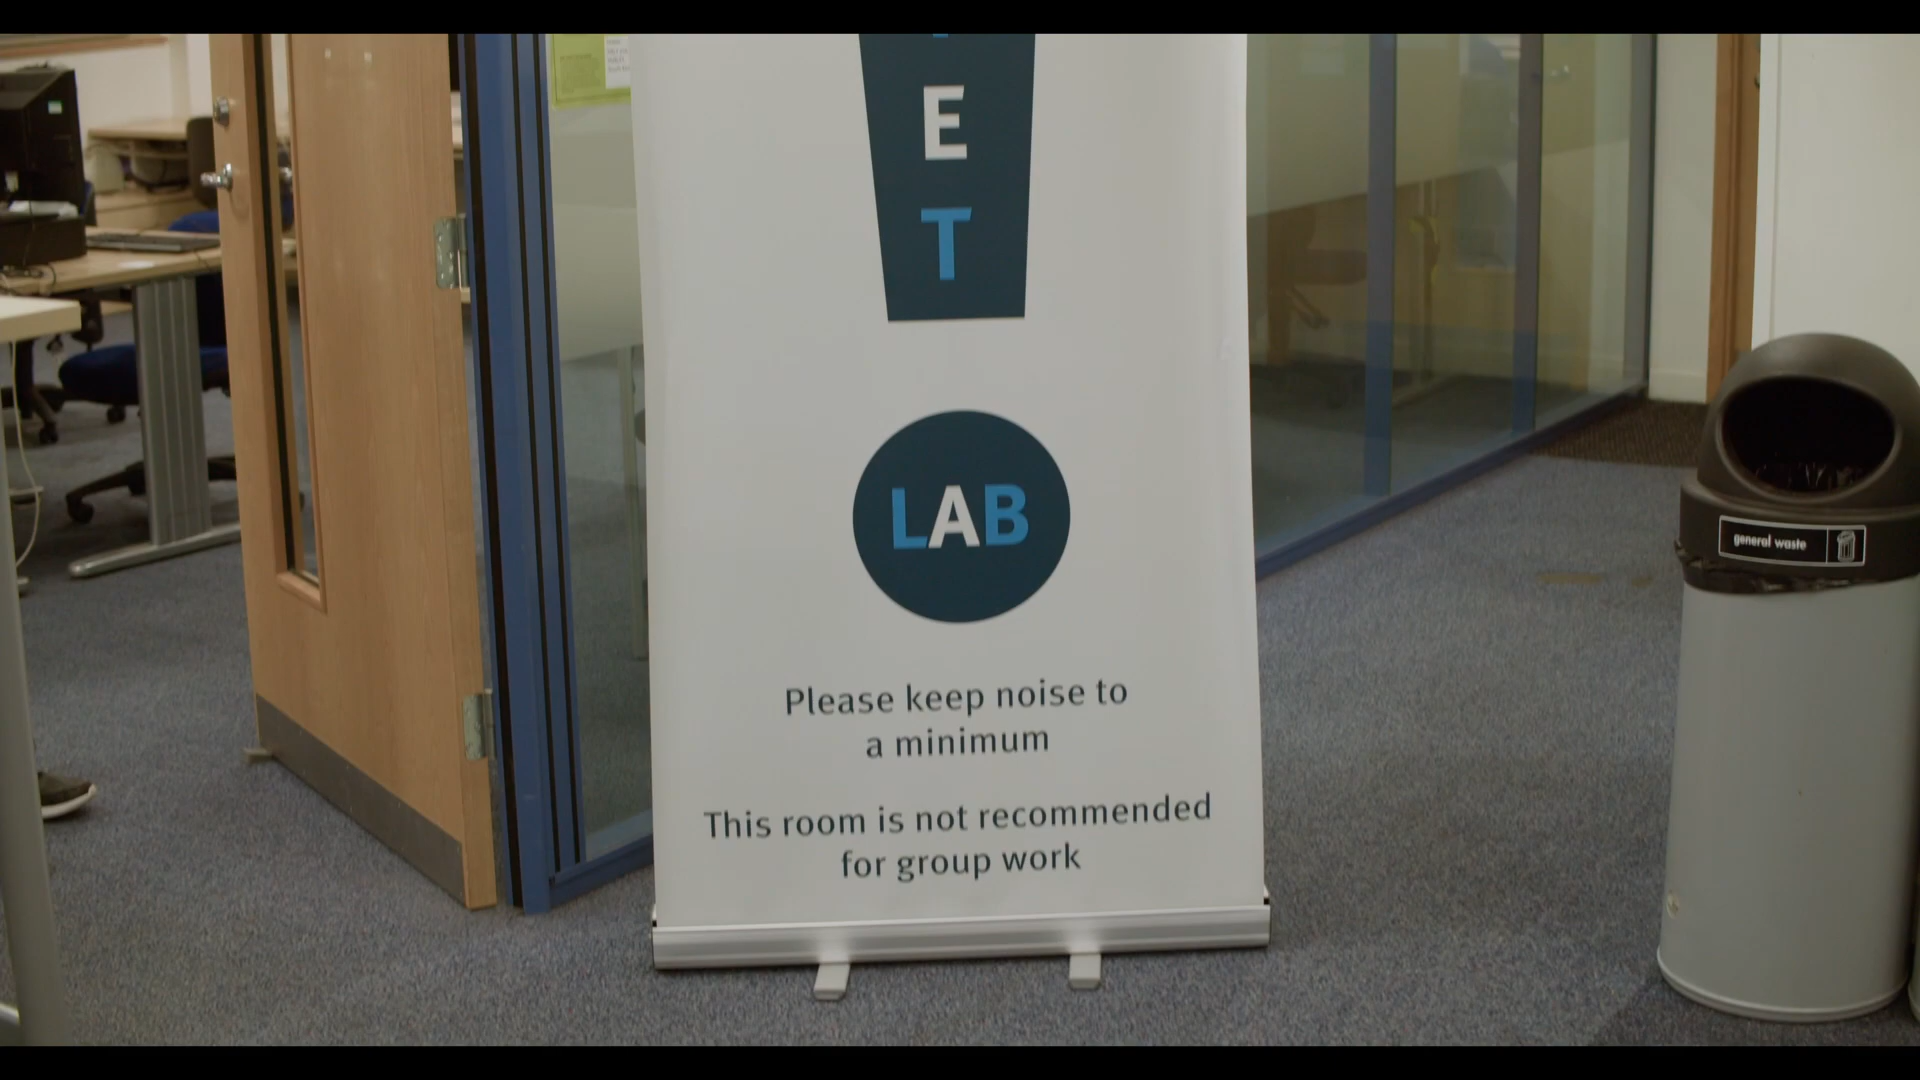 E
T
LAB
Please keep noise to
a minimum
This room is not recommended
for group work
general waste